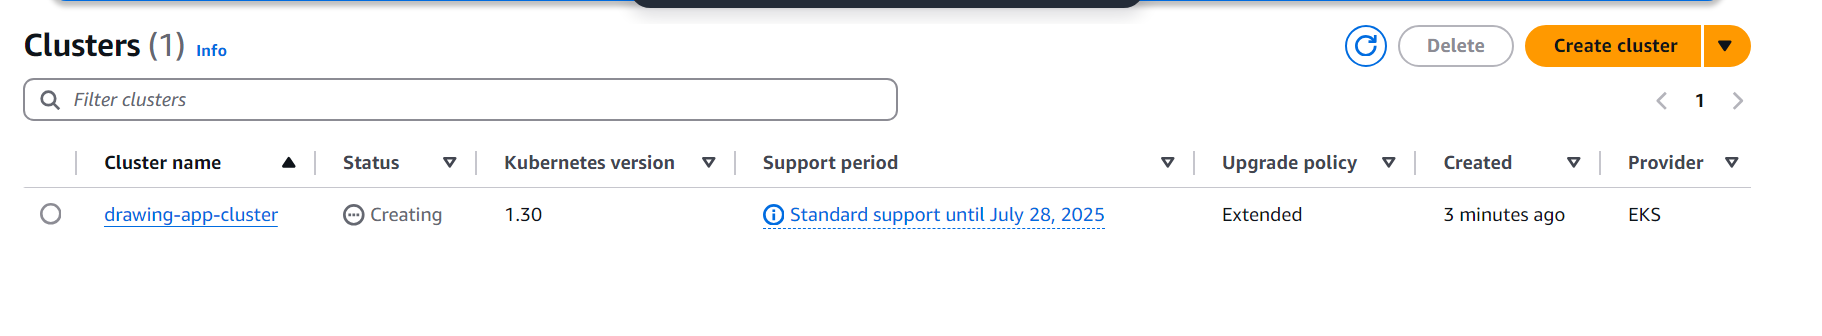 Clusters (1) Info
Delete
Create cluster
Filter clusters
1
Cluster name Status Kubernetes version Support period Upgrade policy Created Provider
drawing-app-cluster Creating 1.30 Standard support until July 28, 2025 Extended 3 minutes ago EKS